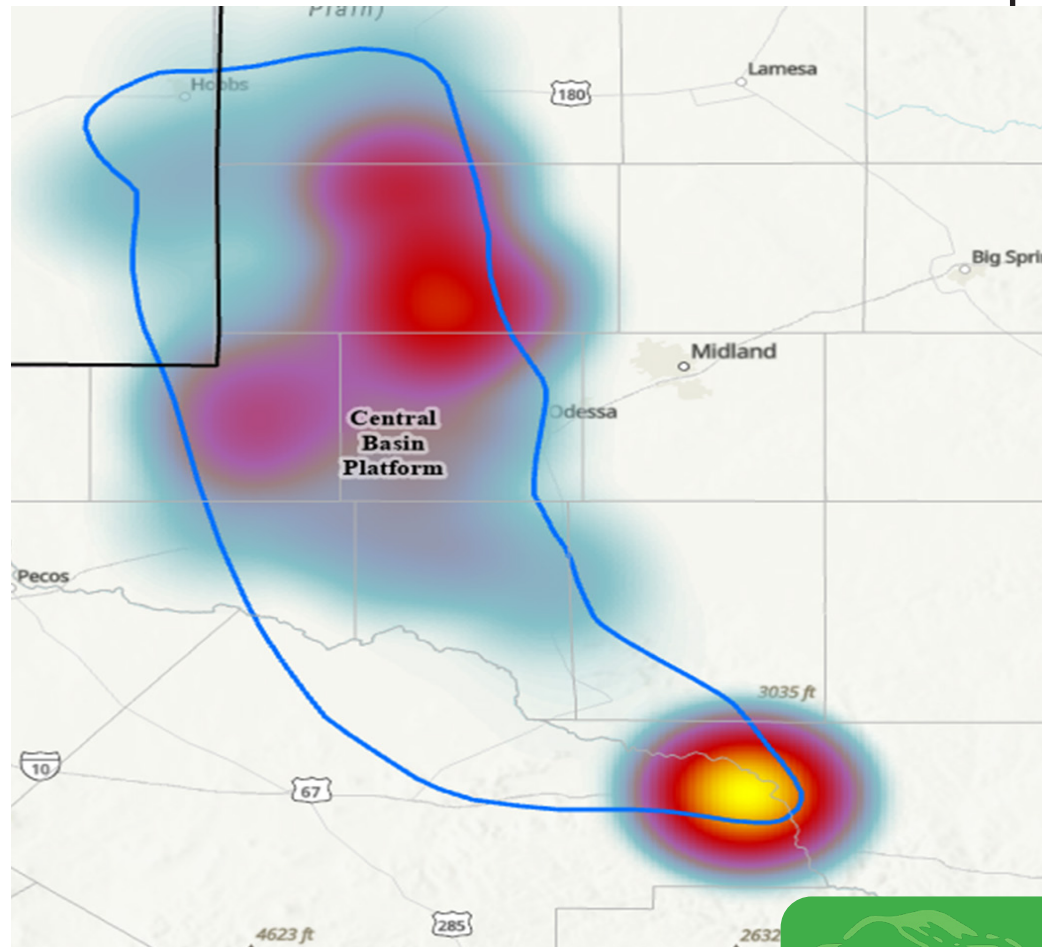 Plain)
Hobbs
180
Lamesa
Big Spri
Midland
Odessa
Central
Basin
Platform
Pecos
3035 ft
10
67
285
4623 ft
2632